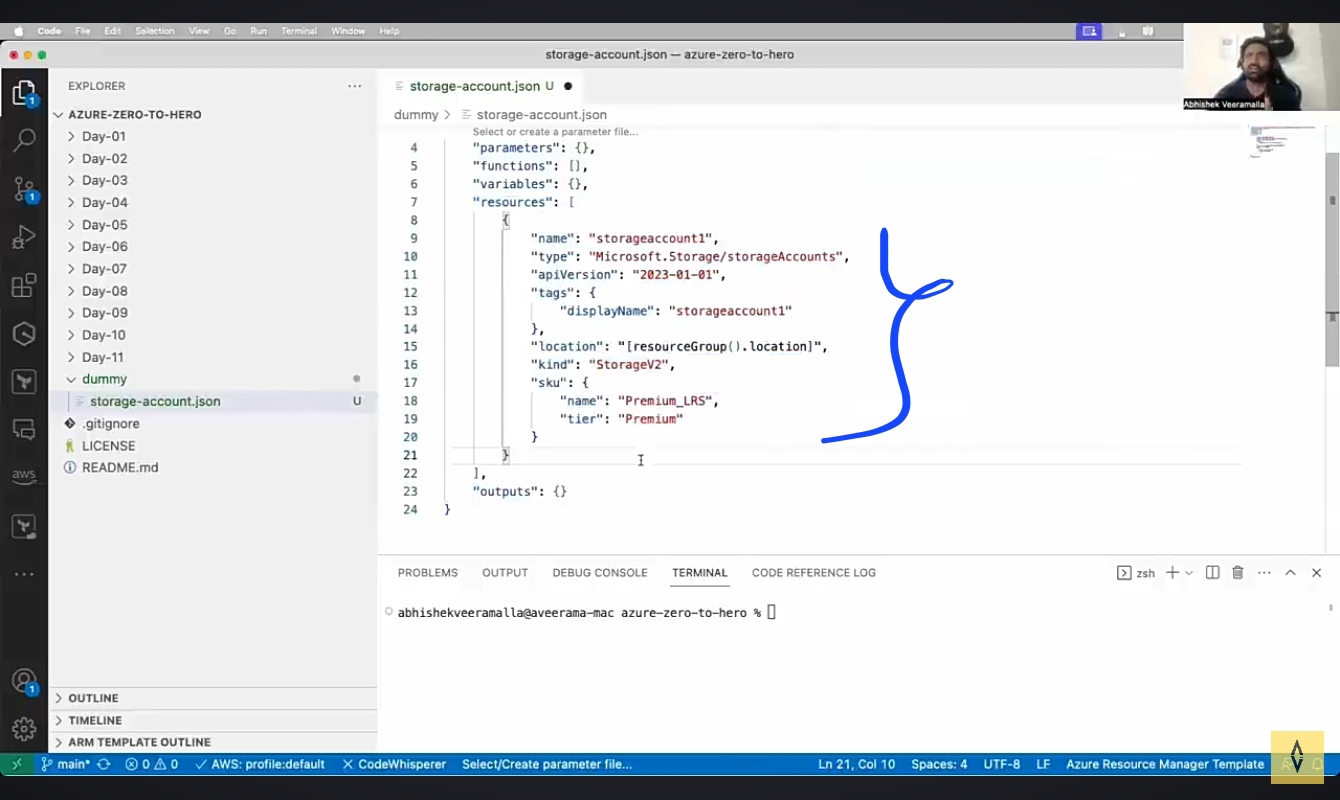 Code File Edit Selection View Go Run Terminal Window Help
storage-account.json — azure-zero-to-hero
Abhishek Veeramalla
EXPLORER ...
AZURE-ZERO-TO-HERO
Day-01
Day-02
Day-03
Day-04
Day-05
Day-06
Day-07
Day-08
Day-09
Day-10
Day-11
dummy
storage-account.json U
.gitignore
LICENSE
README.md
OUTLINE
TIMELINE
ARM TEMPLATE OUTLINE
1
1
aws
1
storage-account.json U
dummy > storage-account.json
Select or create a parameter file...
4 "parameters": {},
5 "functions": [],
6 "variables": {},
7 "resources": [
8 {
9 "name": "storageaccount1",
10 "type": "Microsoft.Storage/storageAccounts",
11 "apiVersion": "2023-01-01",
12 "tags": {
13 "displayName": "storageaccount1"
14 },
15 "location": "[resourceGroup().location]",
16 "kind": "StorageV2",
17 "sku": {
18 "name": "Premium_LRS",
19 "tier": "Premium"
20 }
21 }
22 ],
23 "outputs": {}
24 }
PROBLEMS OUTPUT DEBUG CONSOLE TERMINAL CODE REFERENCE LOG zsh
abhishekveeramalla@aveerama-mac azure-zero-to-hero %
main* 0 0 AWS: profile:default CodeWhisperer Select/Create parameter file... Ln 21, Col 10 Spaces: 4 UTF-8 LF Azure Resource Manager Template